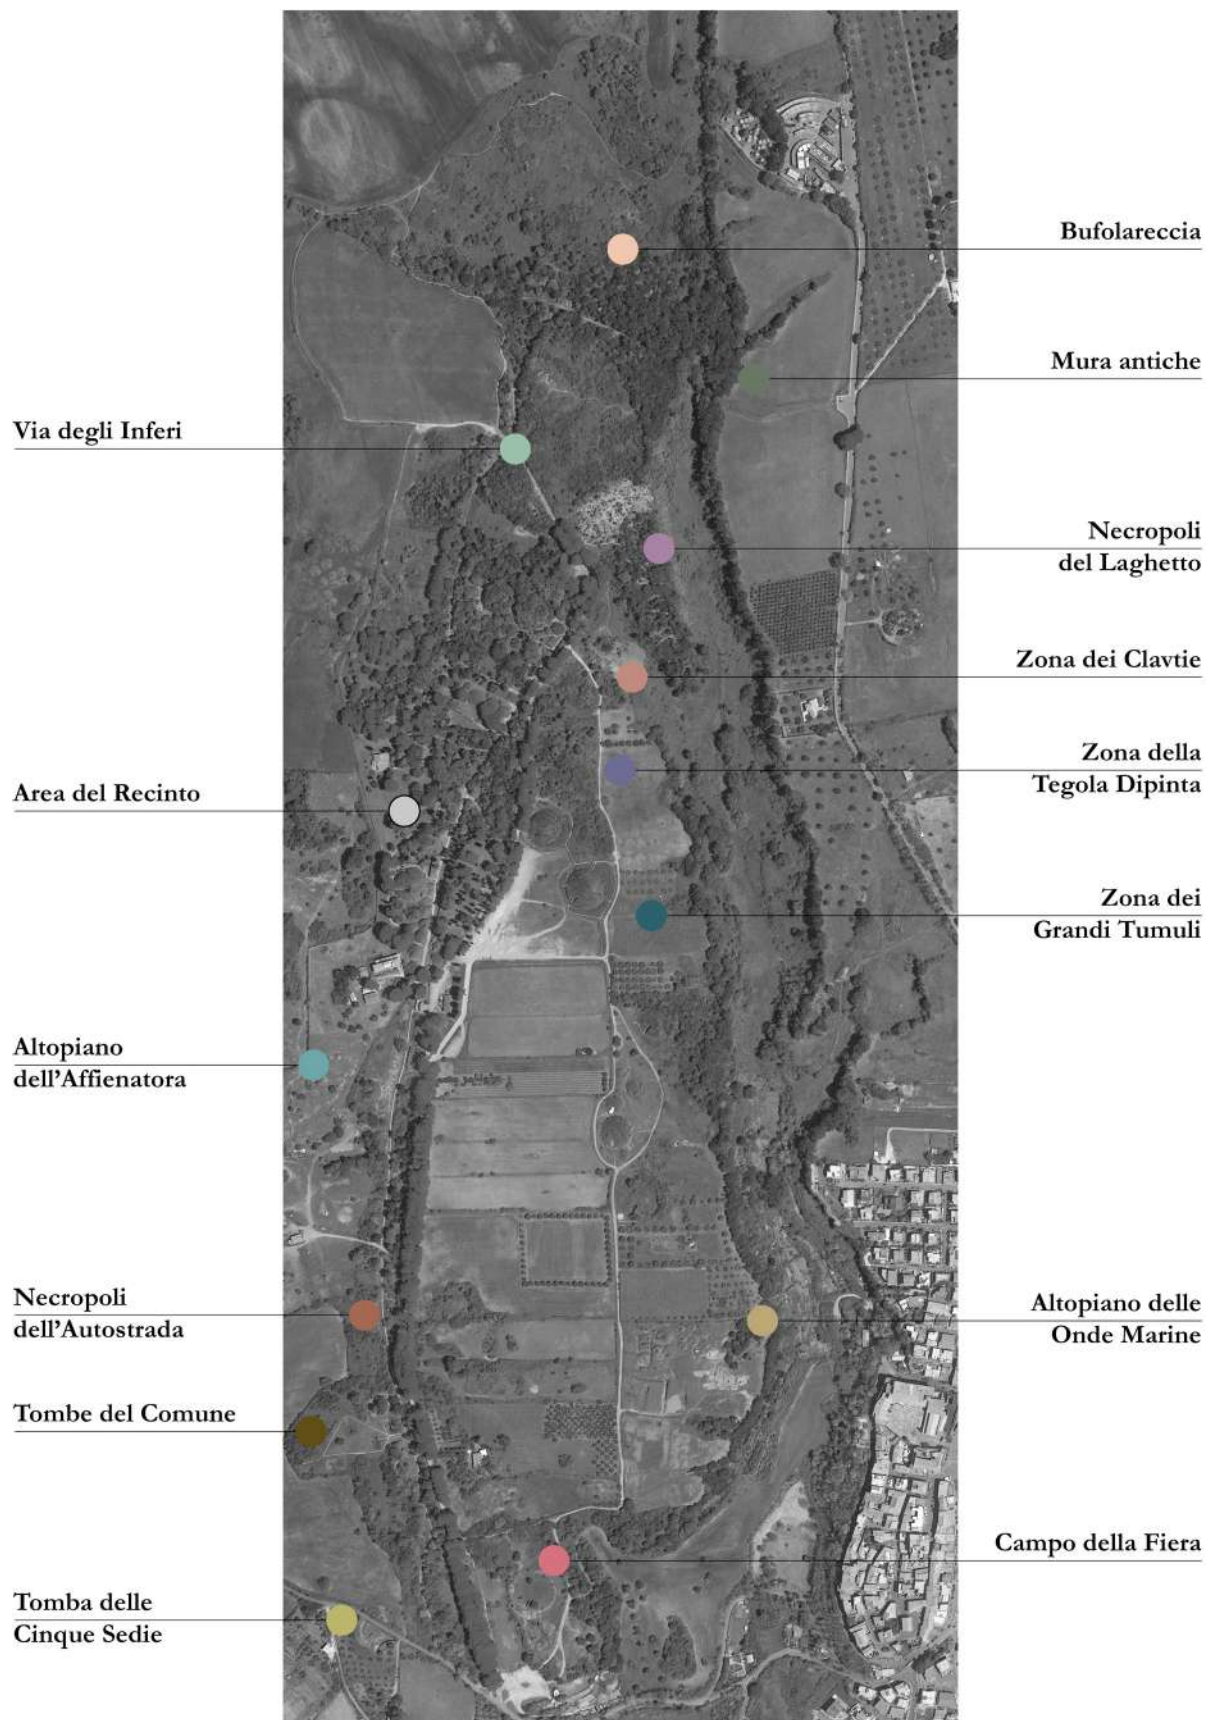 Bufolareccia
Mura antiche
Via degli Inferi
Necropoli
del Laghetto
Zona dei Clavtie
Zona della
Tegola Dipinta
Area del Recinto
Zona dei
Grandi Tumuli
Altopiano
dell'Affienatora
Necropoli
dell'Autostrada
Altopiano delle
Onde Marine
Tombe del Comune
Campo della Fiera
Tomba delle
Cinque Sedie